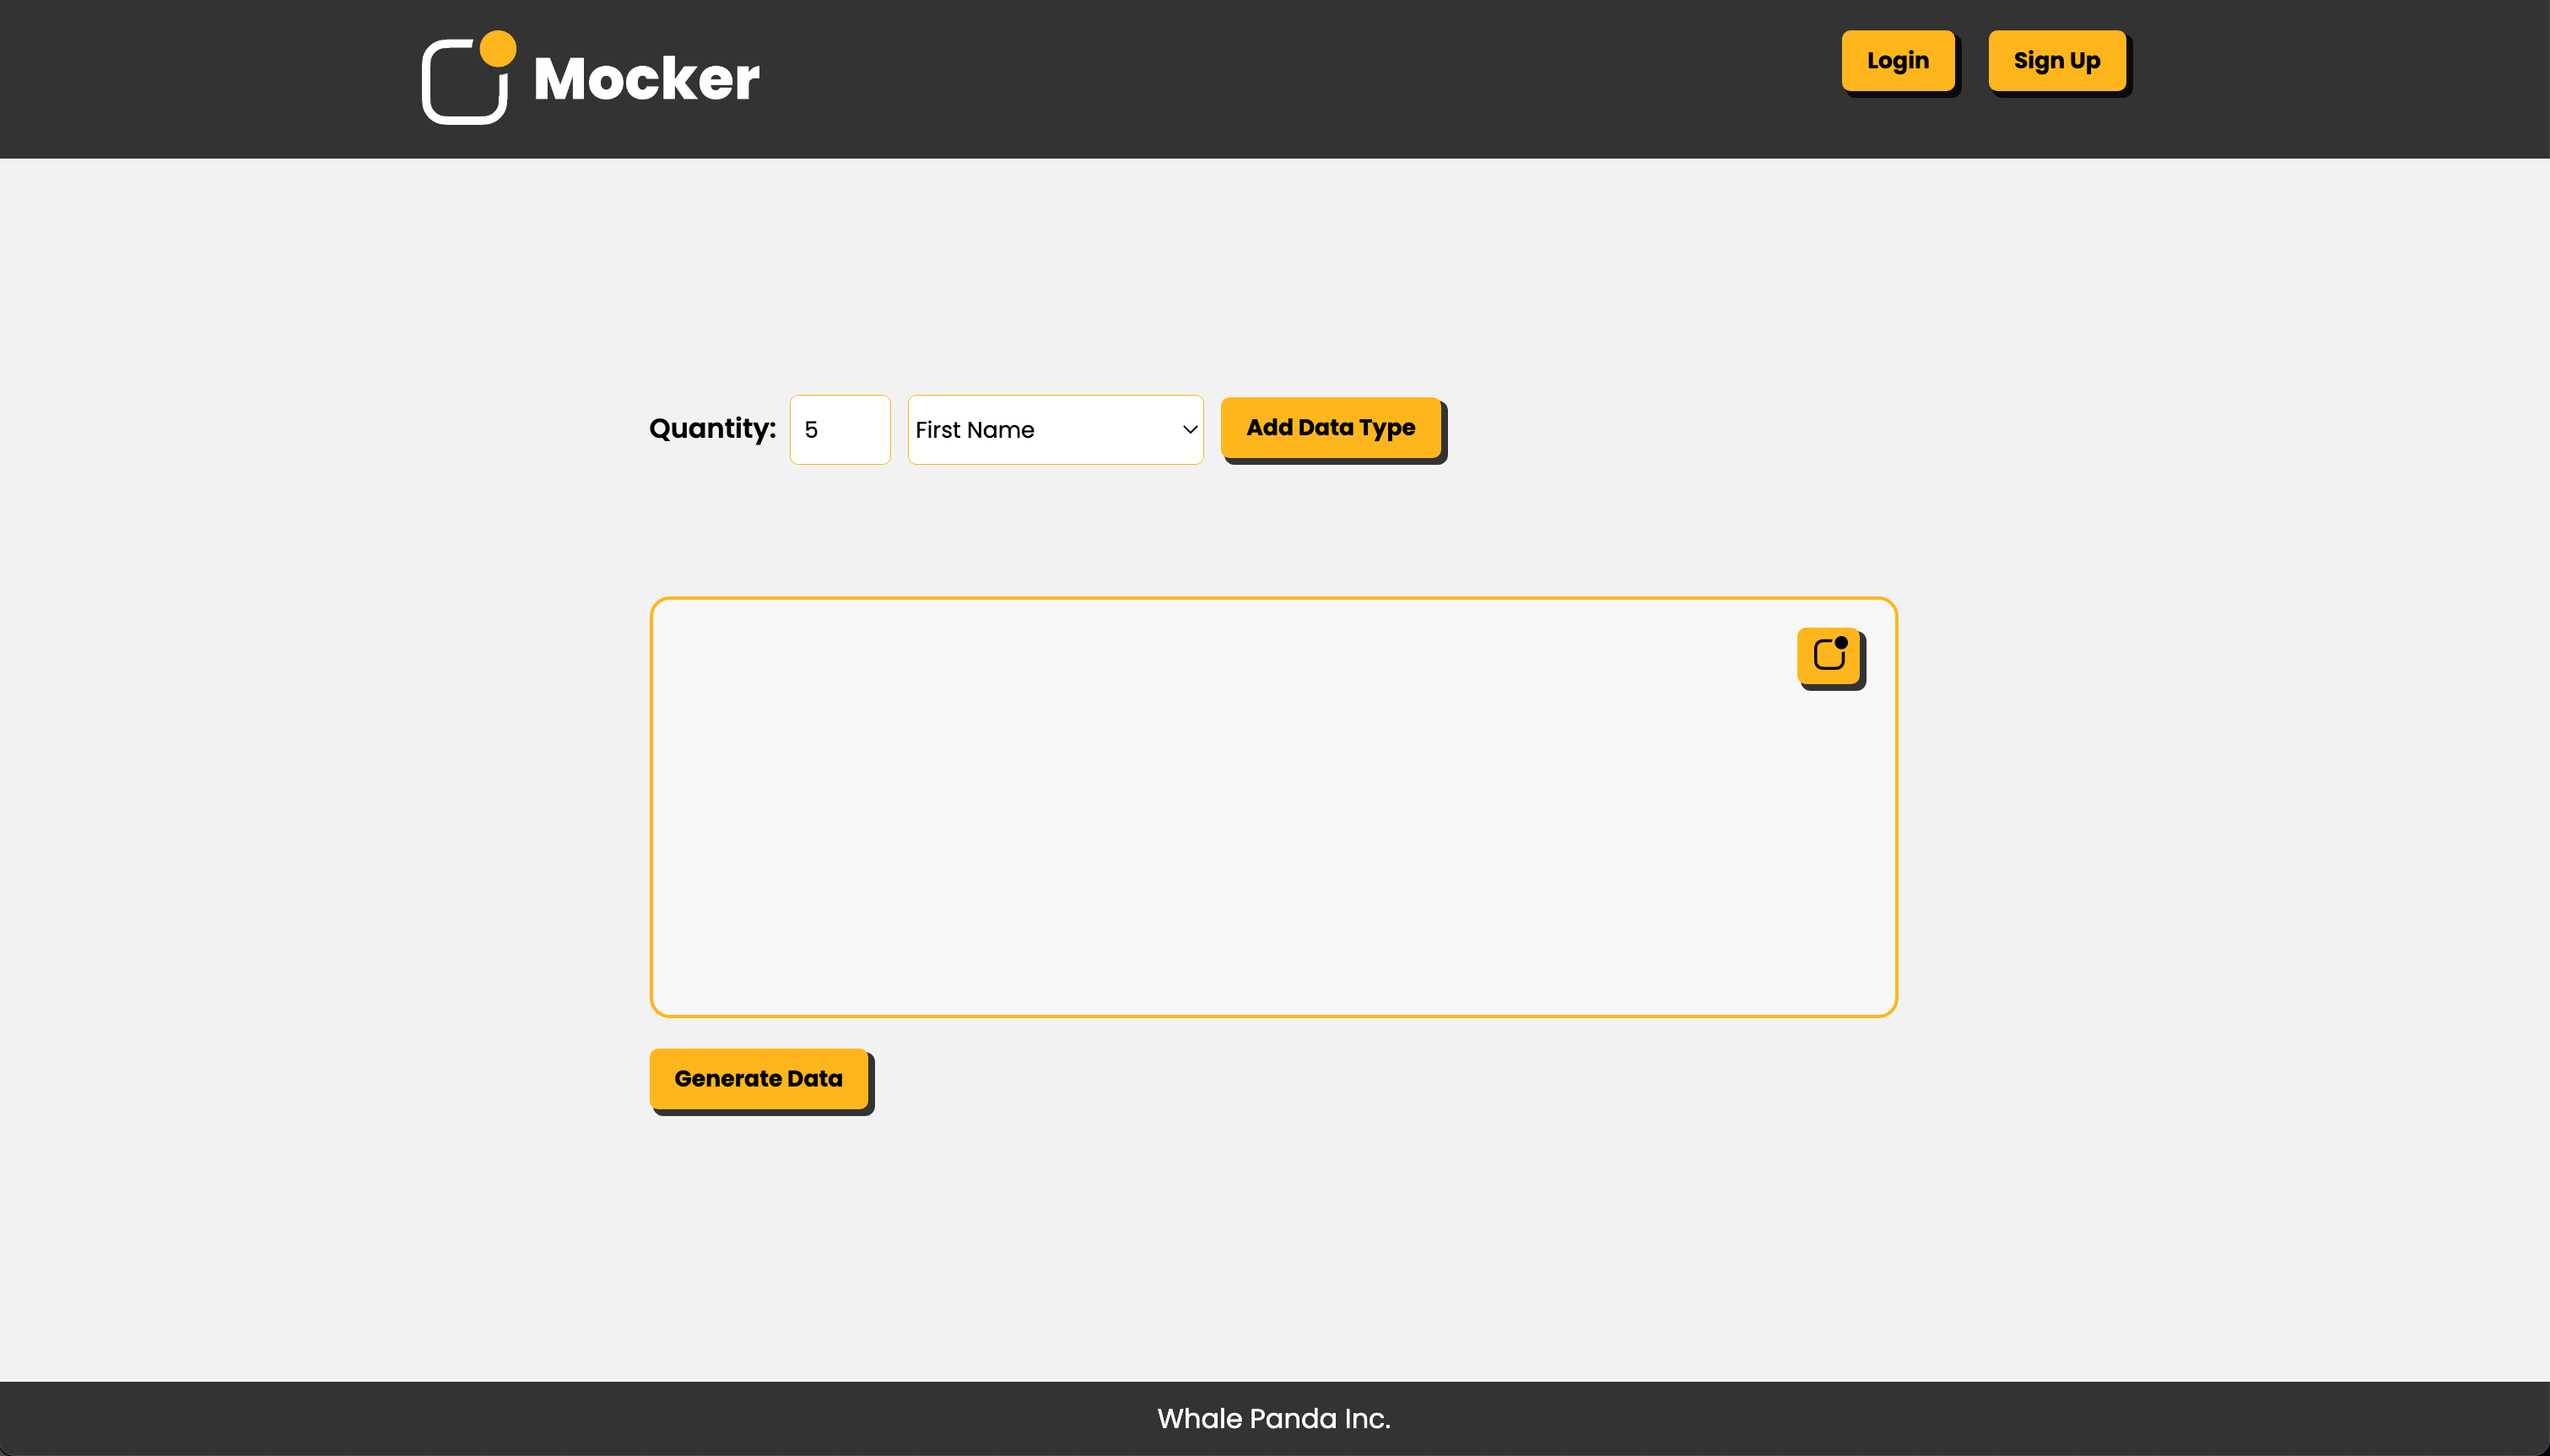 Mocker
Login
Sign Up
Quantity:
5
First Name
Add Data Type
Generate Data
Whale Panda Inc.